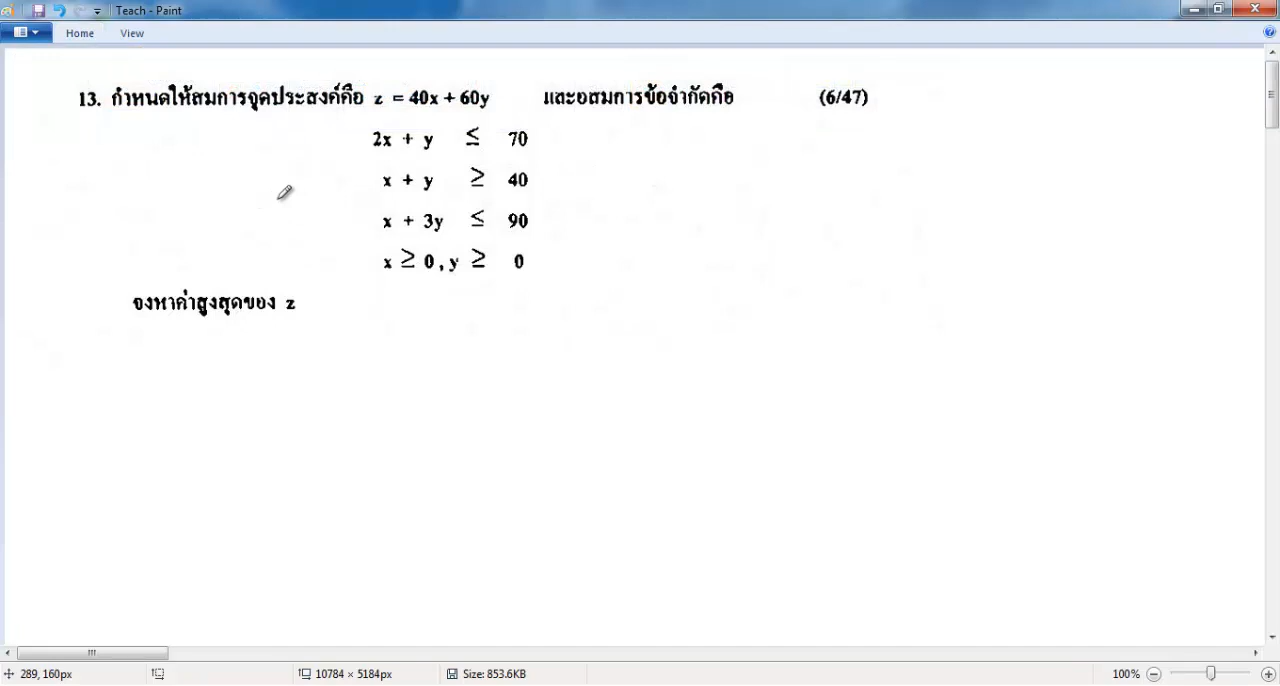 Teach - Paint
Home View
13. กำหนดให้สมการจุดประสงค์คือ z = 40x + 60y และอสมการข้อจำกัดคือ (6/47)
2x + y ≤ 70
x + y ≥ 40
x + 3y ≤ 90
x ≥ 0 , y ≥ 0
จงหาค่าสูงสุดของ z
289, 160px 10784 × 5184px Size: 853.6KB 100%